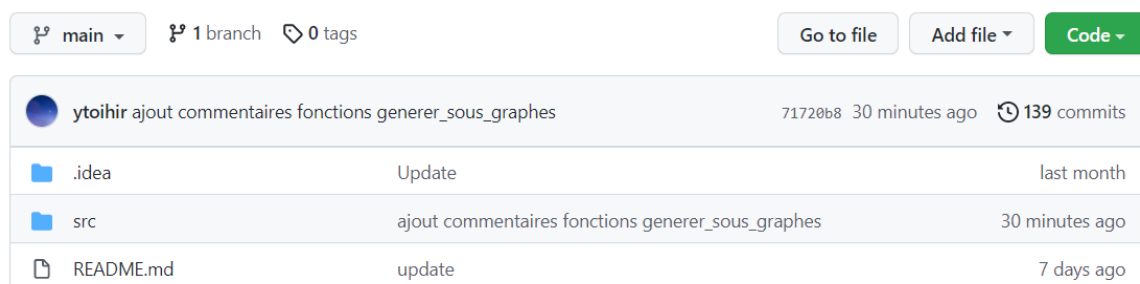 main 1 branch 0 tags Go to file Add file Code
ytoihir ajout commentaires fonctions generer_sous_graphes 71720b8 30 minutes ago 139 commits
.idea Update last month
src ajout commentaires fonctions generer_sous_graphes 30 minutes ago
README.md update 7 days ago